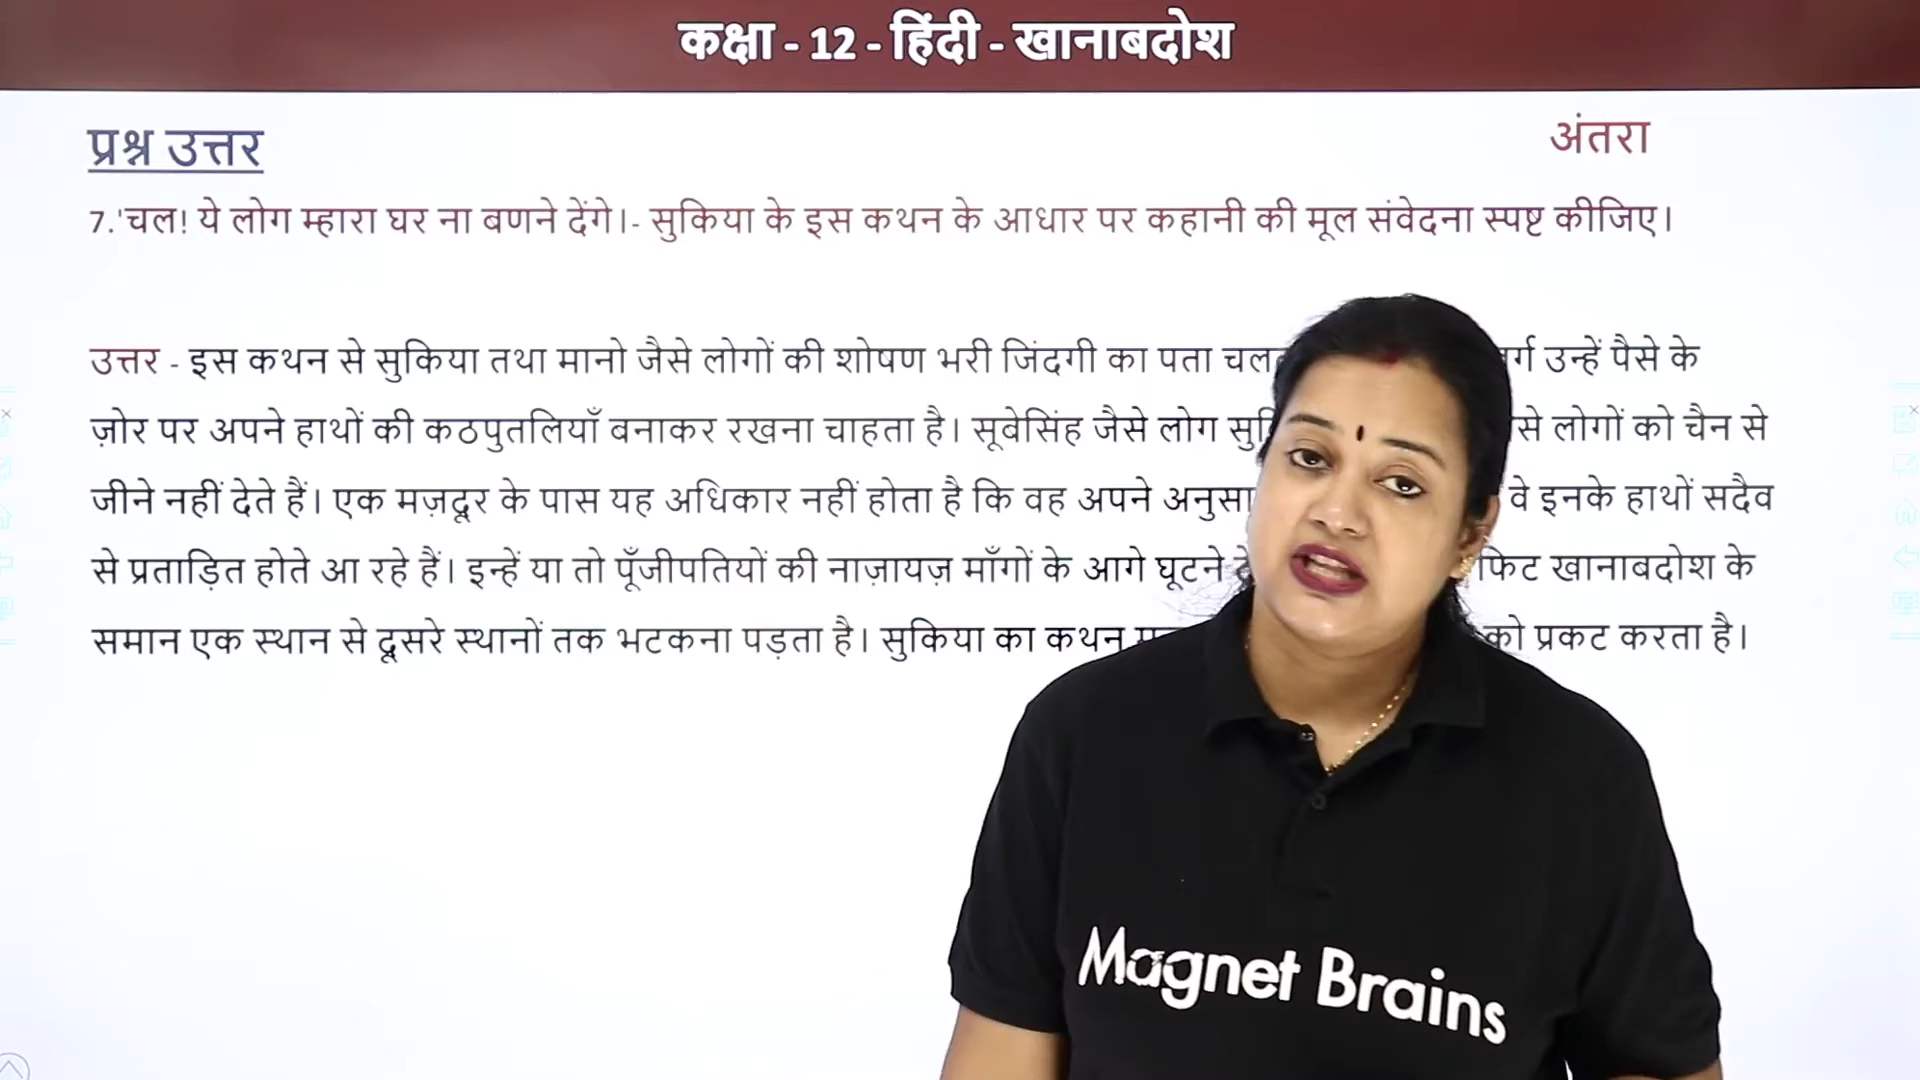 कक्षा - 12 - हिंदी - खानाबदोश
प्रश्न उत्तर
अंतरा
7.'चल! ये लोग म्हारा घर ना बणने देंगे।- सुकिया के इस कथन के आधार पर कहानी की मूल संवेदना स्पष्ट कीजिए।
उत्तर - इस कथन से सुकिया तथा मानो जैसे लोगों की शोषण भरी जिंदगी का पता उन्हें पैसे के
ज़ोर पर अपने हाथों की कठपुतलियाँ बनाकर रखना चाहता है। सूबेसिंह जैसे लोग लोगों को चैन से
जीने नहीं देते हैं। एक मज़दूर के पास यह अधिकार नहीं होता है कि वह अपने वे इनके हाथों सदैव
से प्रताड़ित होते आ रहे हैं। इन्हें या तो पूँजीपतियों की नाज़ायज़ माँगों के आगे घूटने खानाबदोश के
समान एक स्थान से दूसरे स्थानों तक भटकना पड़ता है। सुकिया का कथन को प्रकट करता है।
Magnet Brains